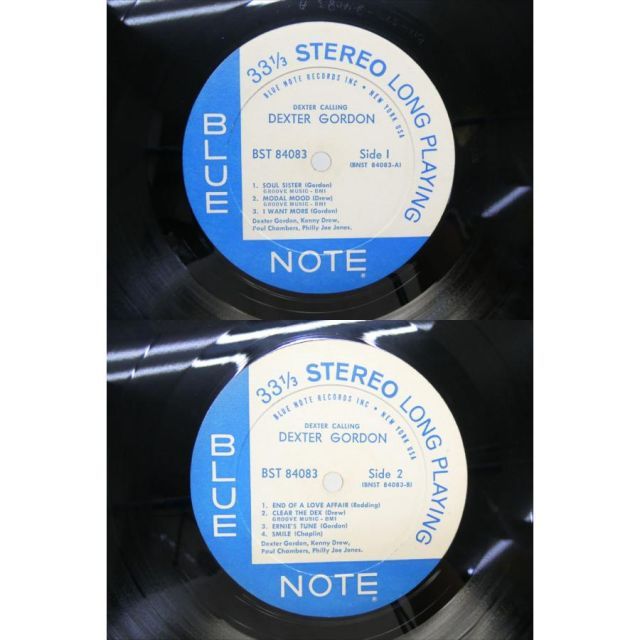 33⅓ STEREO LONG PLAYING
BLUE NOTE RECORDS INC • NEW YORK USA
DEXTER CALLING
DEXTER GORDON
BST 84083 Side 1
(BNST 84083-A)
1. SOUL SISTER (Gordon)
GROOVE MUSIC - BMI
2. MODAL MOOD (Drew)
GROOVE MUSIC - BMI
3. I WANT MORE (Gordon)
Dexter Gordon, Kenny Drew,
Paul Chambers, Philly Joe Jones.
BLUE
NOTE ®
33⅓ STEREO LONG PLAYING
BLUE NOTE RECORDS INC • NEW YORK USA
DEXTER CALLING
DEXTER GORDON
BST 84083 Side 2
(BNST 84083-B)
1. END OF A LOVE AFFAIR (Redding)
2. CLEAR THE DEX (Drew)
GROOVE MUSIC - BMI
3. ERNIE'S TUNE (Gordon)
4. SMILE (Chaplin)
Dexter Gordon, Kenny Drew,
Paul Chambers, Philly Joe Jones.
BLUE
NOTE ®